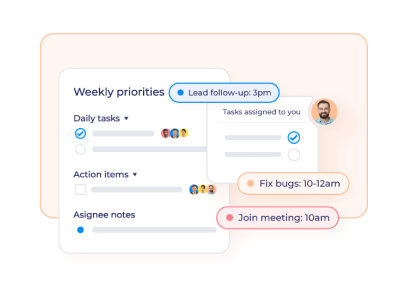 Weekly priorities
Lead follow-up: 3pm
Tasks assigned to you
Daily tasks
Action items
Fix bugs: 10-12am
Asignee notes
Join meeting: 10am